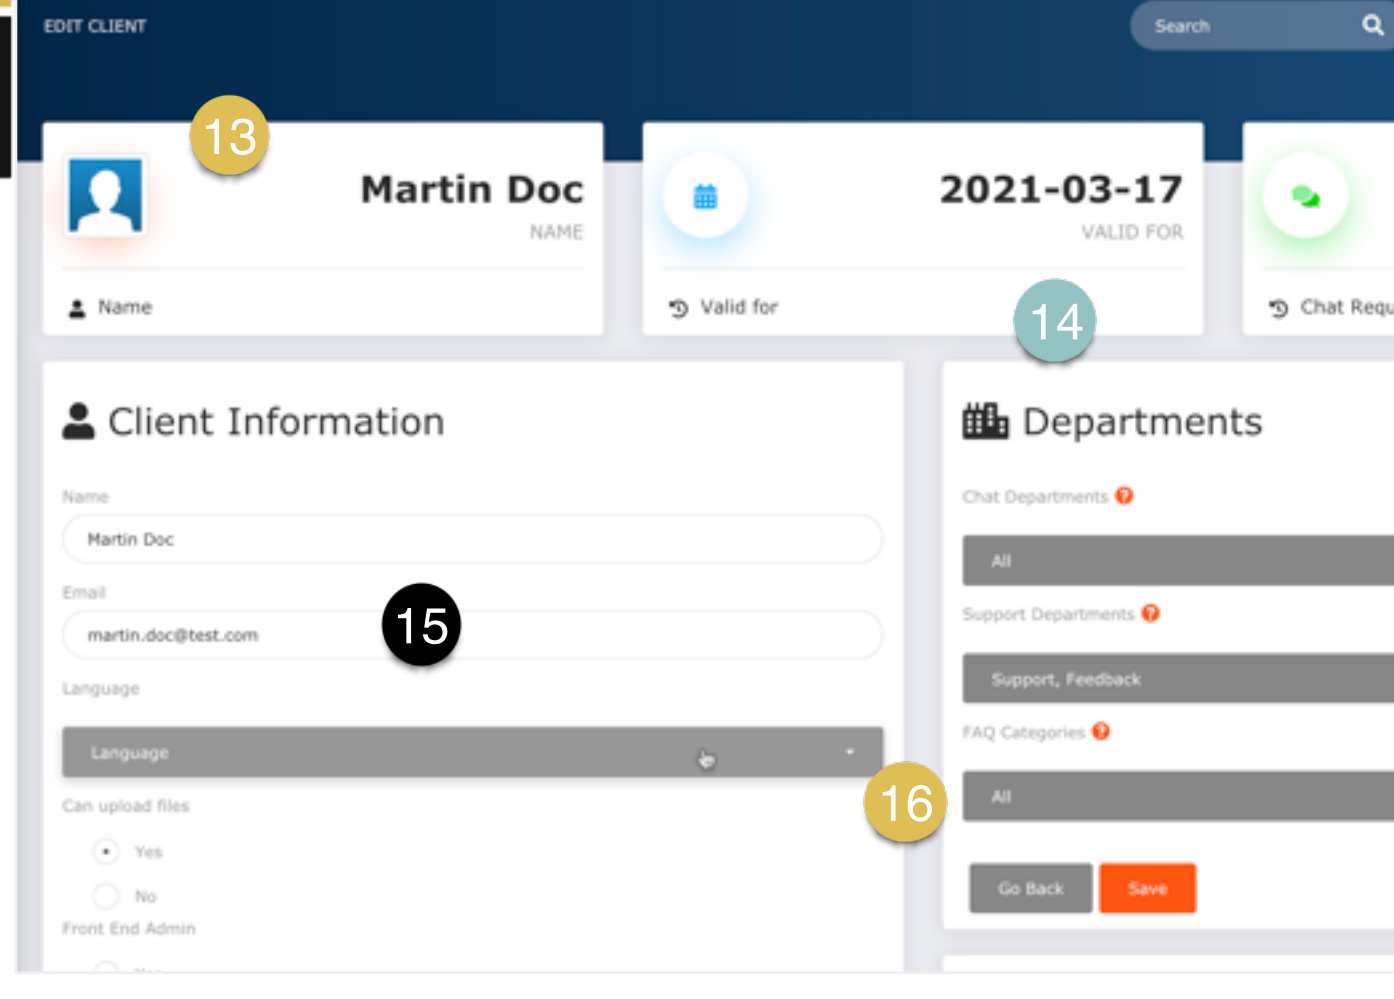 EDIT CLIENT
Search
13
Martin Doc
NAME
Name
2021-03-17
VALID FOR
Valid for
14
Chat Requ
Client Information
Name
Martin Doc
Email
martin.doc@test.com
15
Language
Language
Can upload files
Yes
No
Front End Admin
16
Departments
Chat Departments ?
All
Support Departments ?
Support, Feedback
FAQ Categories ?
All
Go Back
Save